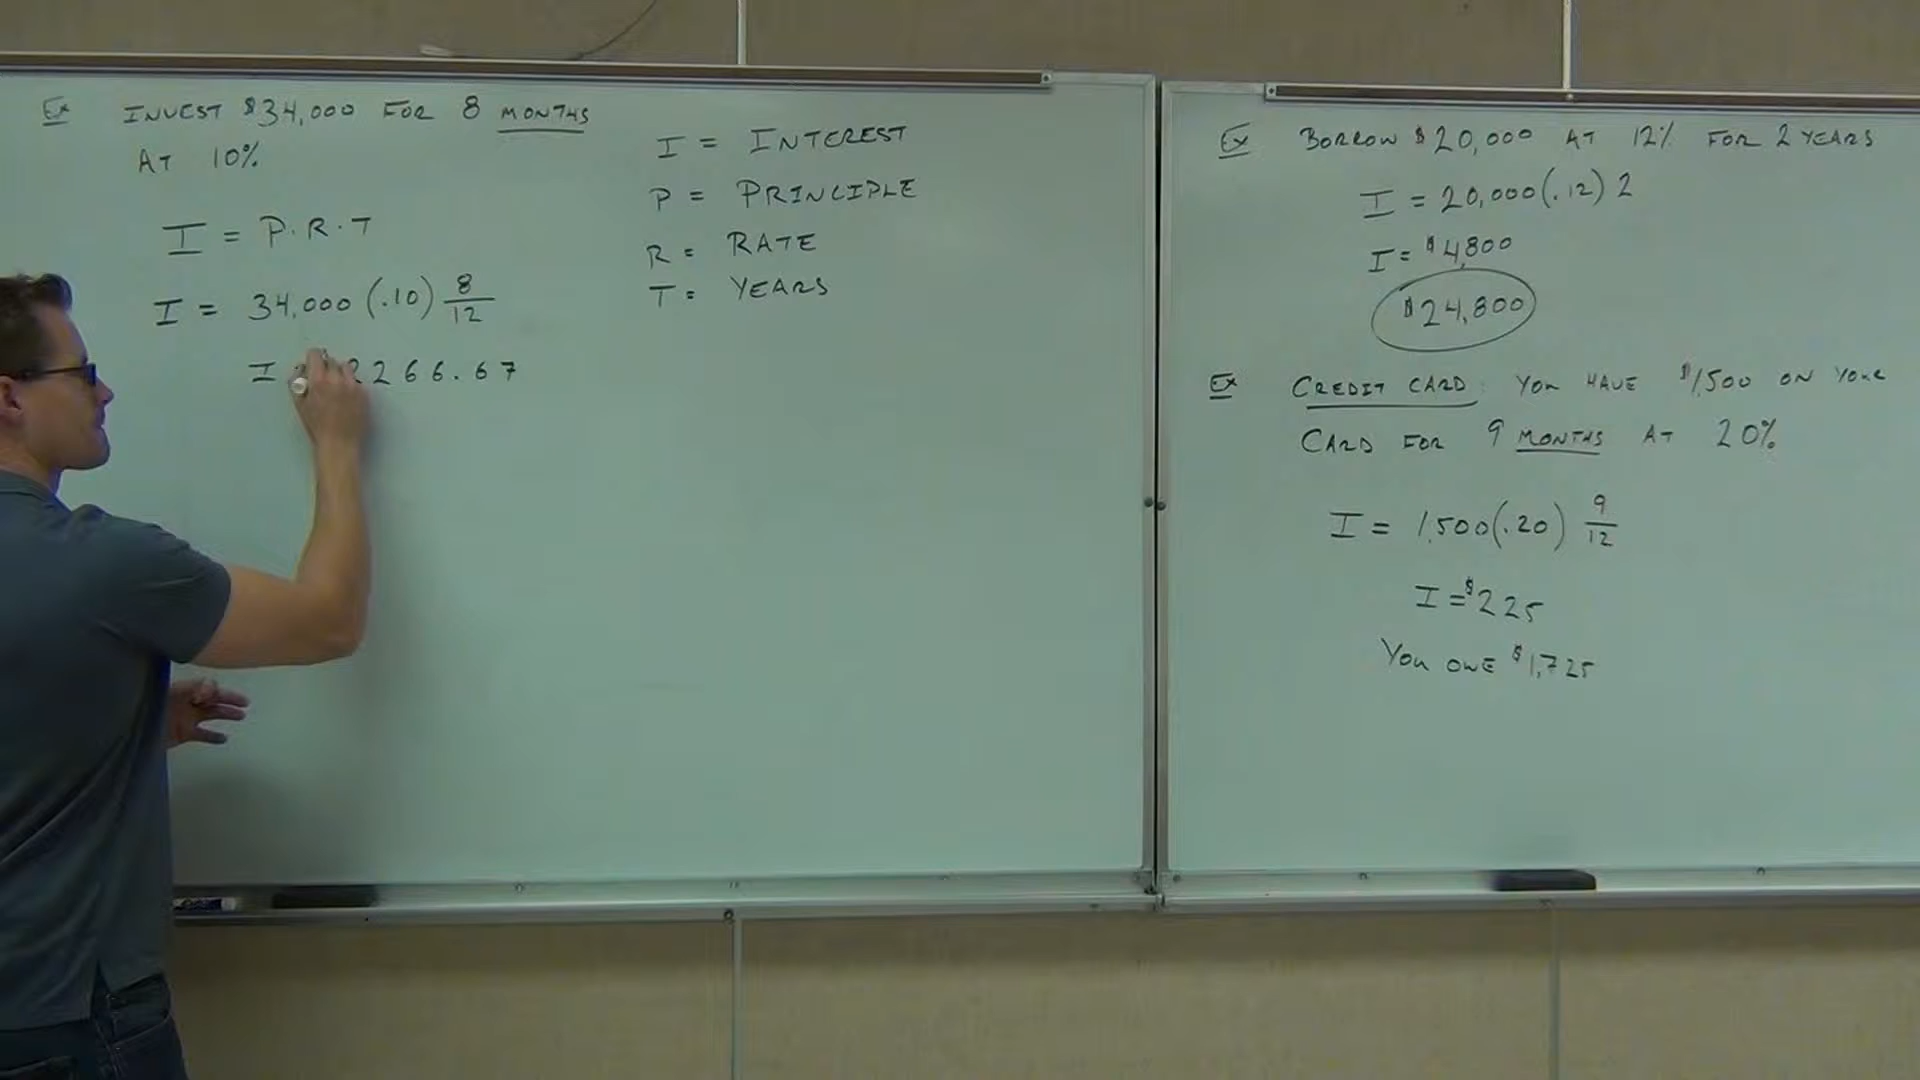 Ex INVEST $34,000 FOR 8 MONTHS
AT 10%
I = P·R·T
I = 34,000 (.10) 8/12
I 2266.67
I = INTEREST
P = PRINCIPLE
R = RATE
T = YEARS
Ex BORROW $20,000 AT 12% FOR 2 YEARS
I = 20,000 (.12) 2
I = $4,800
$24,800
Ex CREDIT CARD: YOU HAVE $1,500 ON YOUR
CARD FOR 9 MONTHS AT 20%
I = 1,500 (.20) 9/12
I = $225
YOU OWE $1,725